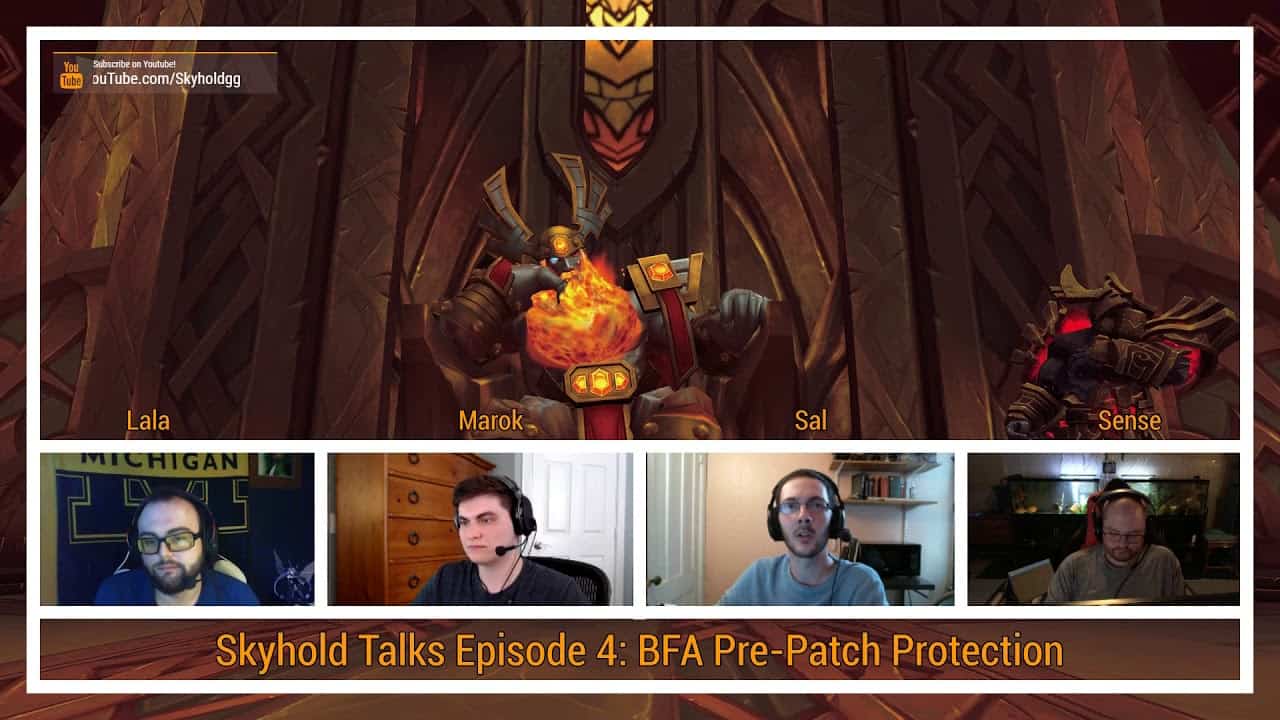 You
Tube
Subscribe on Youtube!
ouTube.com/Skyholdgg
Lala
Marok
Sal
Sense
MICHIGAN
Skyhold Talks Episode 4: BFA Pre-Patch Protection